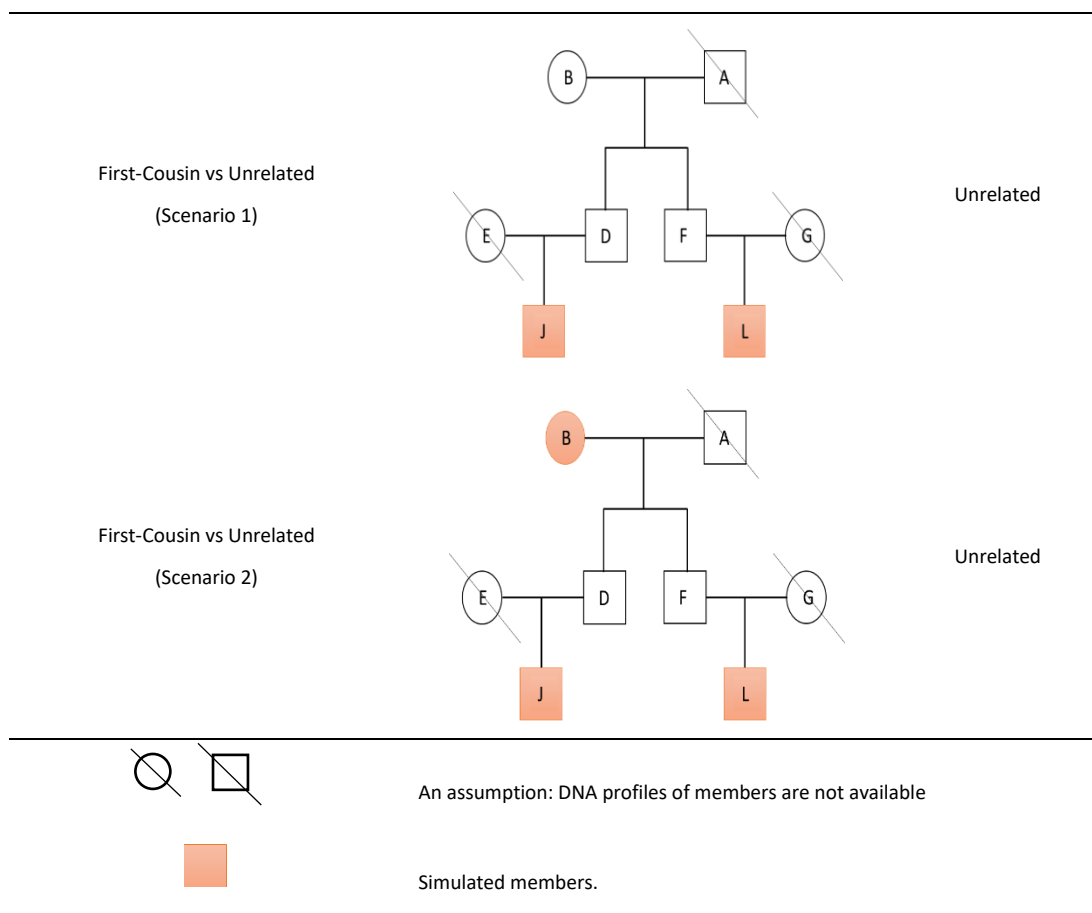 B
A
First-Cousin vs Unrelated
(Scenario 1)
Unrelated
E
D
F
G
J
L
B
A
First-Cousin vs Unrelated
(Scenario 2)
Unrelated
E
D
F
G
J
L
An assumption: DNA profiles of members are not available
Simulated members.